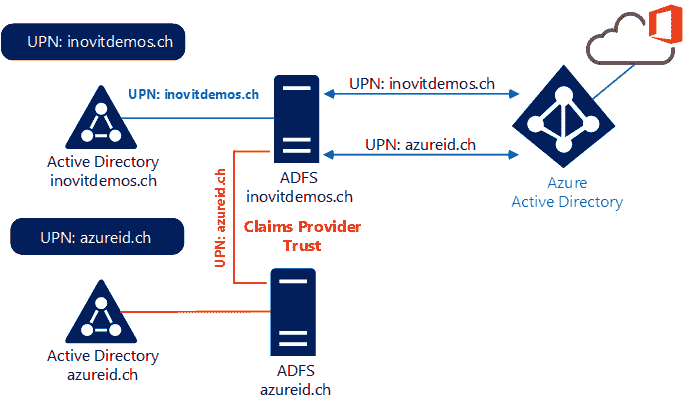 UPN: inovitdemos.ch
UPN: inovitdemos.ch
Active Directory
inovitdemos.ch
ADFS
inovitdemos.ch
UPN: inovitdemos.ch
UPN: azureid.ch
Azure
Active Directory
UPN: azureid.ch
UPN: azureid.ch
Claims Provider
Trust
Active Directory
azureid.ch
ADFS
azureid.ch